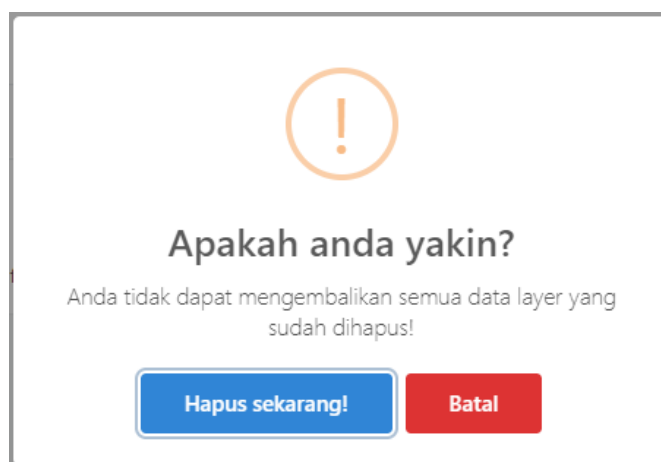 !
Apakah anda yakin?
Anda tidak dapat mengembalikan semua data layer yang
sudah dihapus!
Hapus sekarang!
Batal